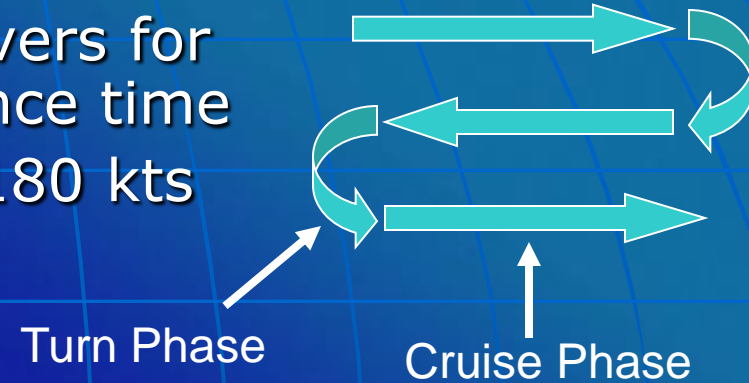 vers for
nce time
180 kts
Turn Phase
Cruise Phase